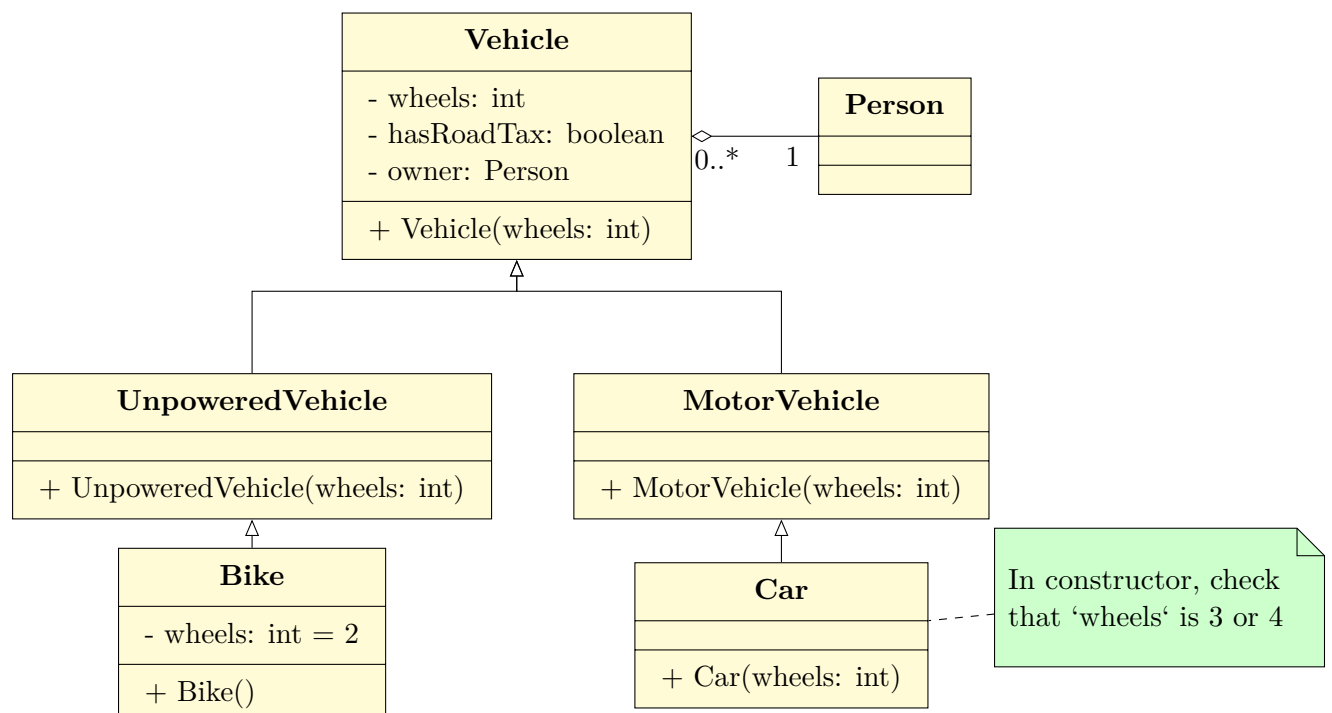 Vehicle
- wheels: int
- hasRoadTax: boolean
- owner: Person
+ Vehicle(wheels: int)
0..*
1
Person
UnpoweredVehicle
+ UnpoweredVehicle(wheels: int)
MotorVehicle
+ MotorVehicle(wheels: int)
Bike
- wheels: int = 2
+ Bike()
Car
+ Car(wheels: int)
In constructor, check
that ‘wheels‘ is 3 or 4